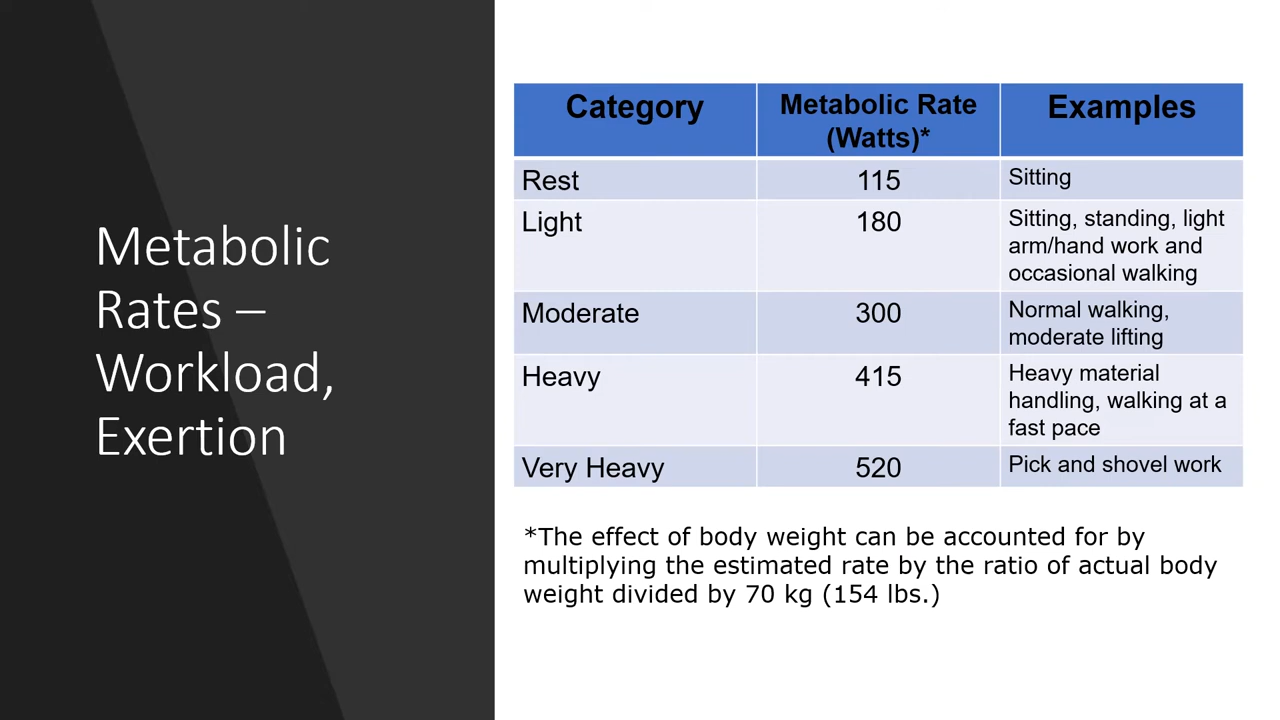 Metabolic
Rates –
Workload,
Exertion
Category
Metabolic Rate
(Watts)*
Examples
Rest
115
Sitting
Light
180
Sitting, standing, light
arm/hand work and
occasional walking
Moderate
300
Normal walking,
moderate lifting
Heavy
415
Heavy material
handling, walking at a
fast pace
Very Heavy
520
Pick and shovel work
*The effect of body weight can be accounted for by
multiplying the estimated rate by the ratio of actual body
weight divided by 70 kg (154 lbs.)